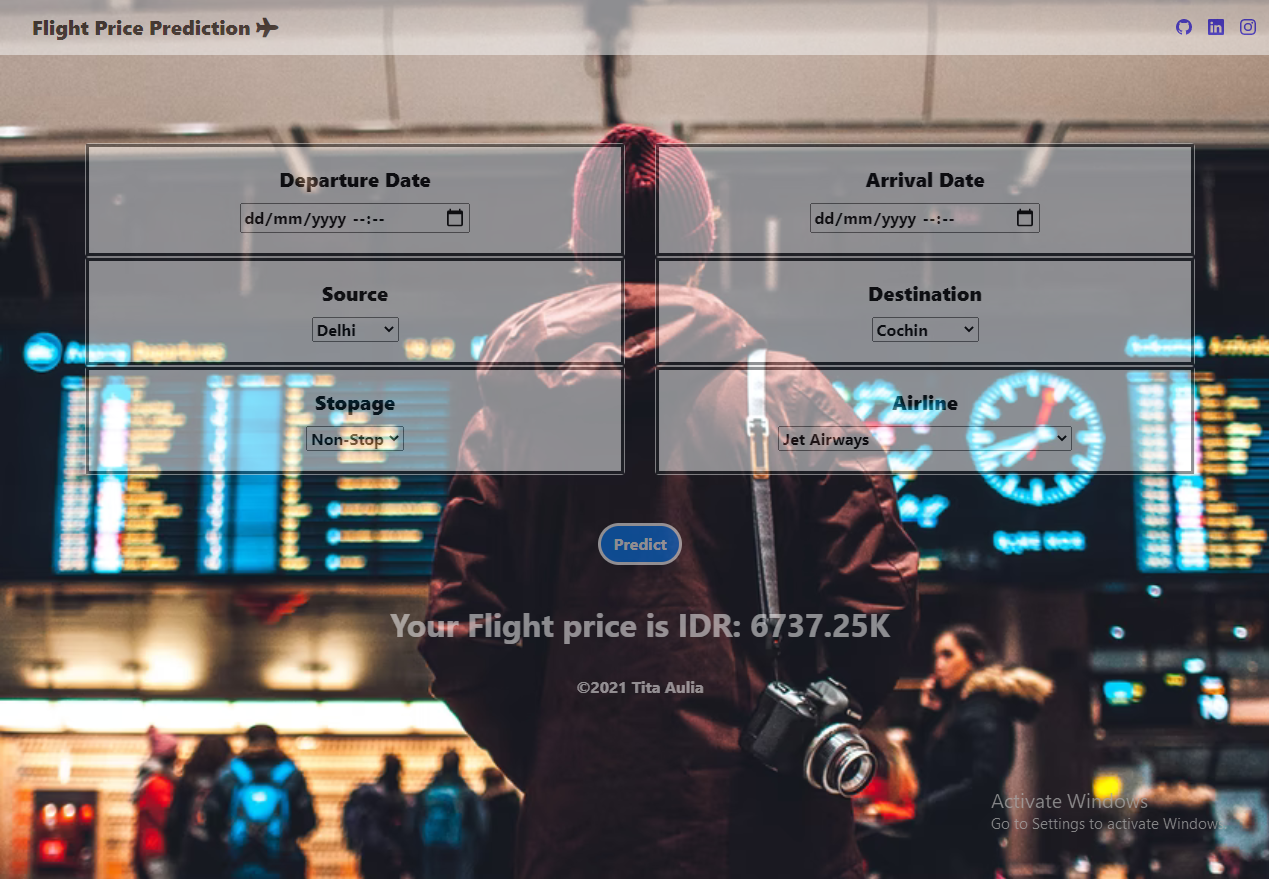 Flight Price Prediction
Departure Date
dd/mm/yyyy --:--
Arrival Date
dd/mm/yyyy --:--
Source
Delhi
Destination
Cochin
Departures
Stopage
Non-Stop
Airline
Jet Airways
Predict
Your Flight price is IDR: 6737.25K
©2021 Tita Aulia
Activate Windows
Go to Settings to activate Windows.